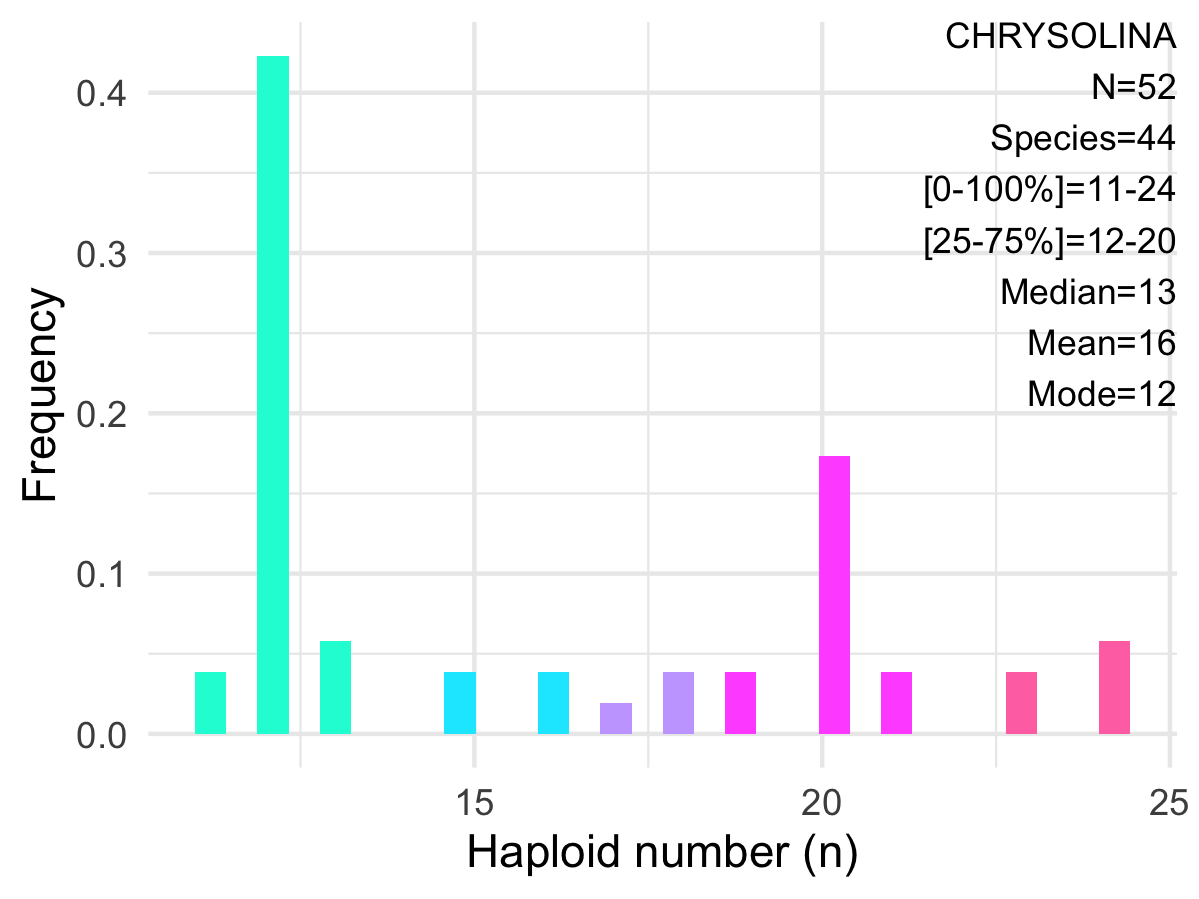 CHRYSOLINA
N=52
Species=44
[0-100%]=11-24
[25-75%]=12-20
Median=13
Mean=16
Mode=12
Frequency
0.4
0.3
0.2
0.1
0.0
15 20 25
Haploid number (n)